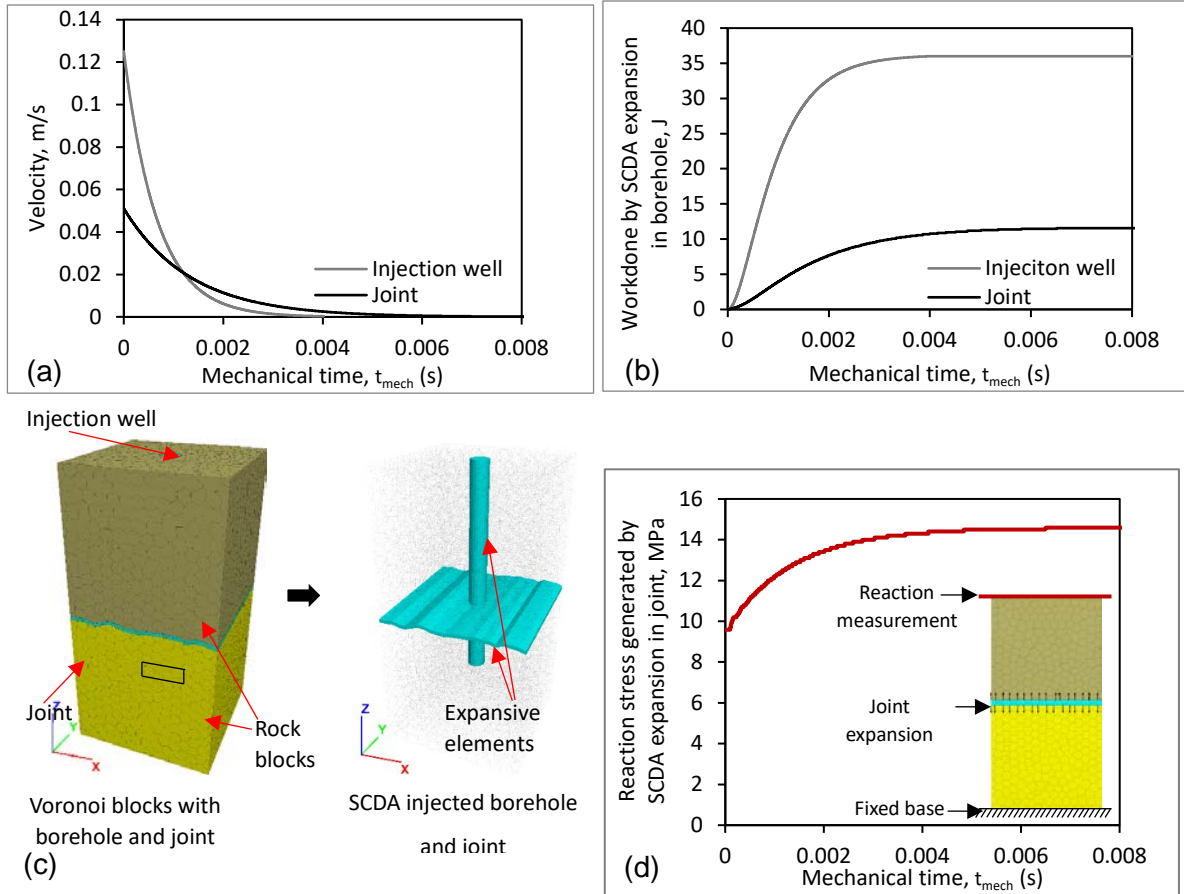 0.14
0.12
0.1
0.08
0.06
0.04
0.02
0
Velocity, m/s
Injection well
Joint
0 0.002 0.004 0.006 0.008
Mechanical time, tmech (s)
(a)
40
35
30
25
20
15
10
5
0
Workdone by SCDA expansion
in borehole, J
Injeciton well
Joint
0 0.002 0.004 0.006 0.008
Mechanical time, tmech (s)
(b)
Injection well
Joint
Rock
blocks
Z
Y
X
Voronoi blocks with
borehole and joint
(c)
Expansive
elements
Z
Y
X
SCDA injected borehole
and joint
16
14
12
10
8
6
4
2
0
Reaction stress generated by
SCDA expansion in joint, MPa
Reaction
measurement
Joint
expansion
Fixed base
0 0.002 0.004 0.006 0.008
Mechanical time, tmech (s)
(d)